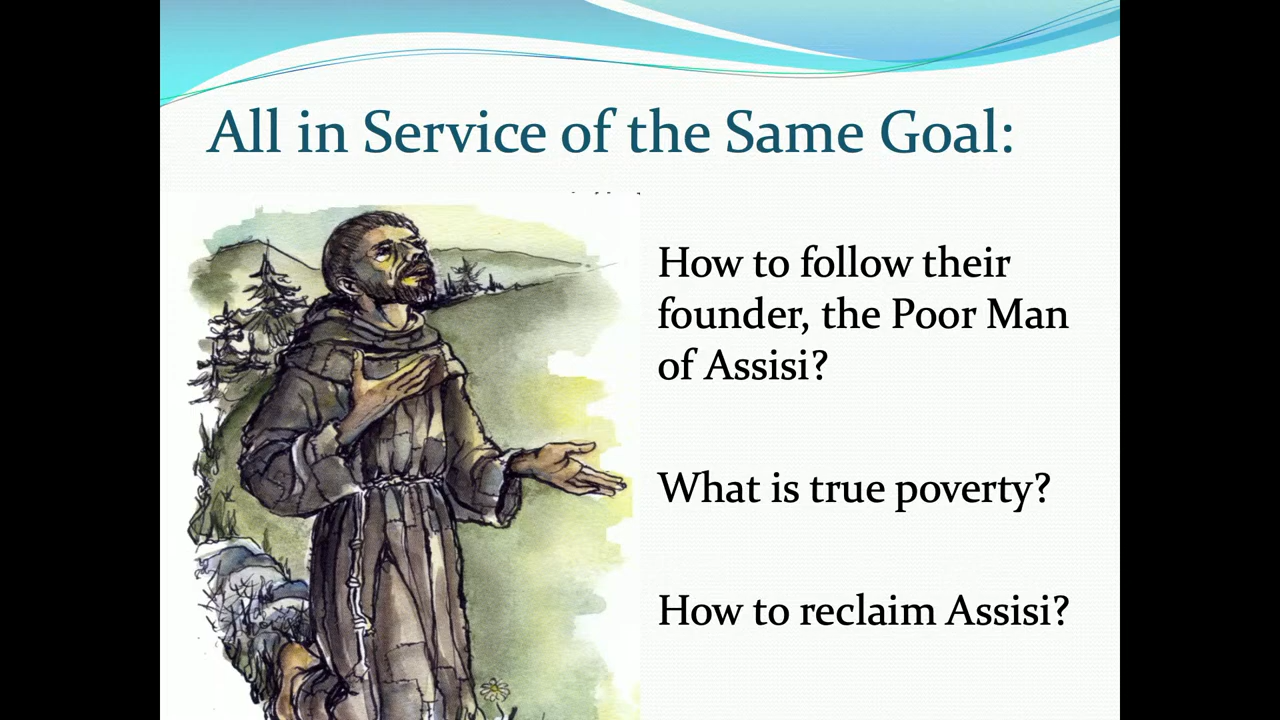 All in Service of the Same Goal:
How to follow their
founder, the Poor Man
of Assisi?
What is true poverty?
How to reclaim Assisi?